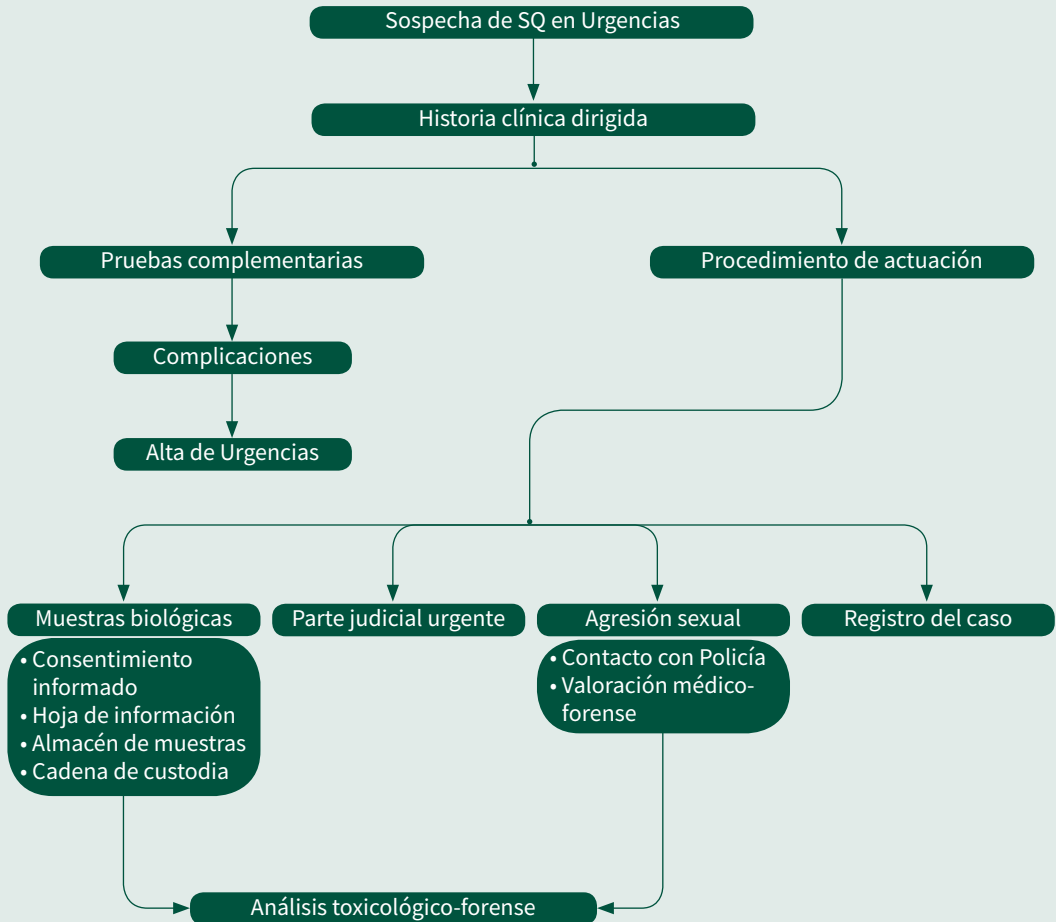 Sospecha de SQ en Urgencias
Historia clínica dirigida
Pruebas complementarias
Procedimiento de actuación
Complicaciones
Alta de Urgencias
Muestras biológicas
• Consentimiento
informado
• Hoja de información
• Almacén de muestras
• Cadena de custodia
Parte judicial urgente
Agresión sexual
• Contacto con Policía
• Valoración médico-
forense
Registro del caso
Análisis toxicológico-forense